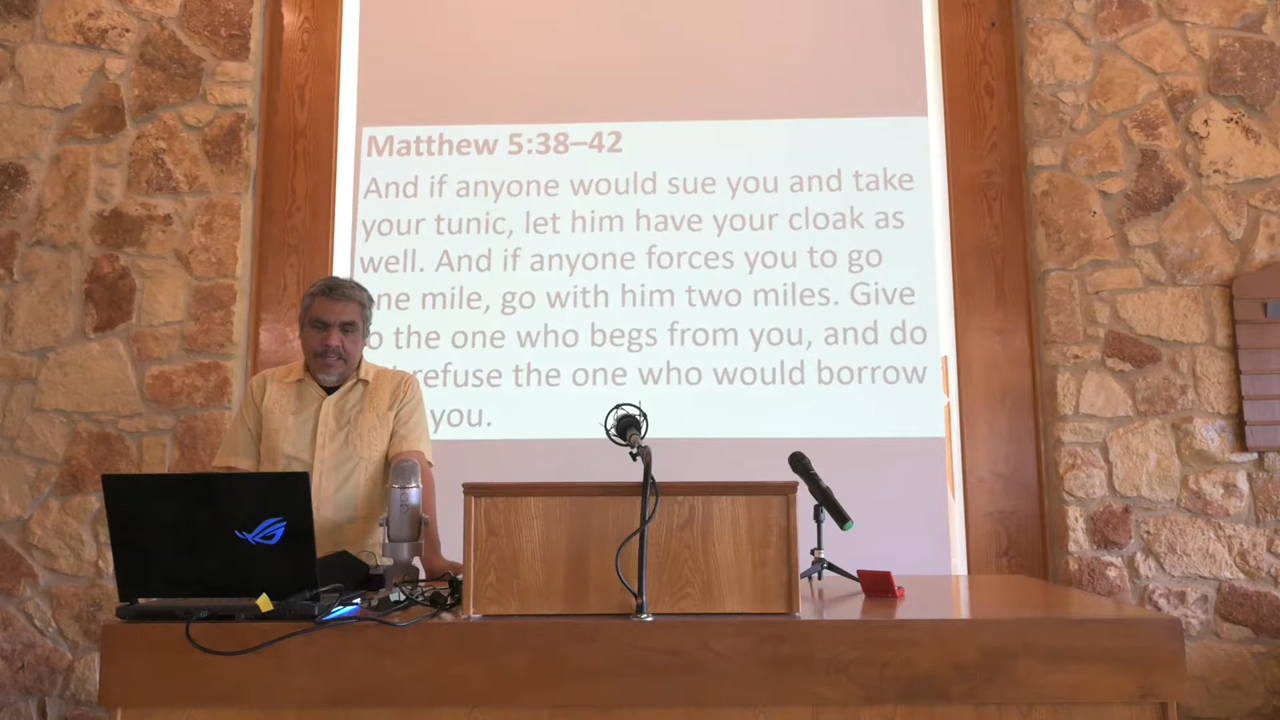 Matthew 5:38–42
And if anyone would sue you and take
your tunic, let him have your cloak as
well. And if anyone forces you to go
ne mile, go with him two miles. Give
the one who begs from you, and do
refuse the one who would borrow
you.